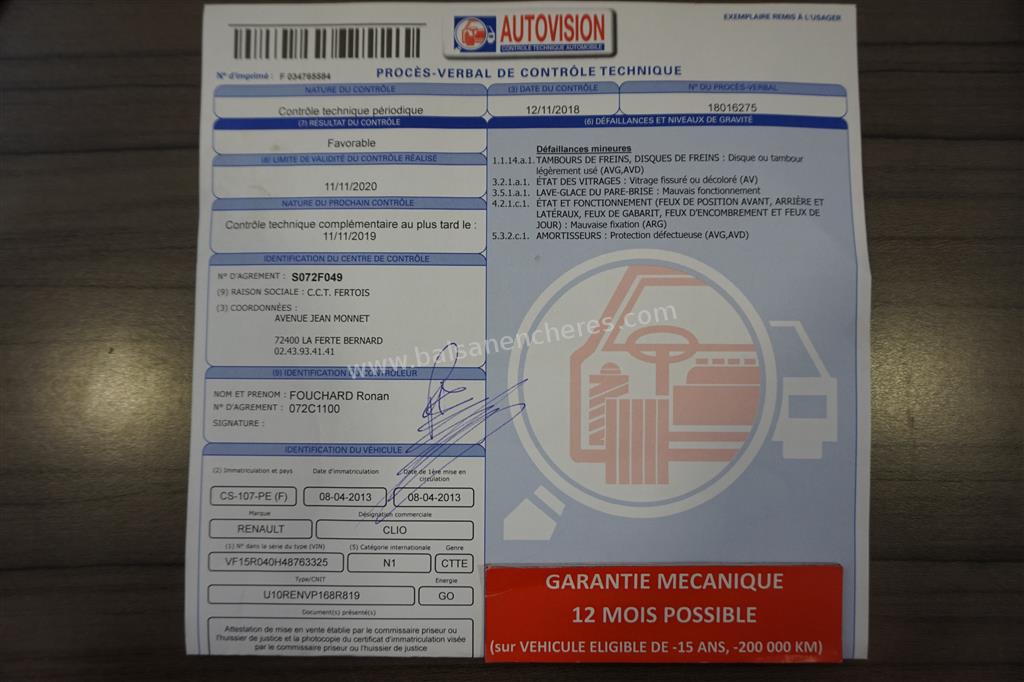 EXEMPLAIRE REMIS À L'USAGER
AUTOVISION
CONTROLE TECHNIQUE AUTOMOBILE
N° d'imprimé : F 034765584
PROCÈS-VERBAL DE CONTRÔLE TECHNIQUE
NATURE DU CONTRÔLE
Contrôle technique périodique
(3) DATE DU CONTRÔLE
12/11/2018
N° DU PROCÈS-VERBAL
18016275
(7) RÉSULTAT DU CONTRÔLE
Favorable
(8) LIMITE DE VALIDITÉ DU CONTRÔLE RÉALISÉ
11/11/2020
NATURE DU PROCHAIN CONTRÔLE
Contrôle technique complémentaire au plus tard le :
11/11/2019
IDENTIFICATION DU CENTRE DE CONTRÔLE
N° D'AGREMENT : S072F049
(9) RAISON SOCIALE : C.C.T. FERTOIS
(3) COORDONNÉES :
AVENUE JEAN MONNET
72400 LA FERTE BERNARD
02.43.93.41.41
(9) IDENTIFICATION DU CONTRÔLEUR
NOM ET PRENOM : FOUCHARD Ronan
N° D'AGREMENT : 072C1100
SIGNATURE :
IDENTIFICATION DU VÉHICULE
(2) Immatriculation et pays
Date d'immatriculation
Date de 1ère mise en
circulation
CS-107-PE (F)
08-04-2013
08-04-2013
Marque
Désignation commerciale
RENAULT
CLIO
(1) N° dans la série du type (VIN)
(5) Catégorie internationale
Genre
VF15R040H48763325
N1
CTTE
Type/CNIT
Energie
U10RENVP168R819
GO
Document(s) présenté(s)
Attestation de mise en vente établie par le commissaire priseur ou
l'huissier de justice et la photocopie du certificat d'immatriculation visée
par le commissaire priseur ou l'huissier de justice
(6) DÉFAILLANCES ET NIVEAUX DE GRAVITÉ
Défaillances mineures
1.1.14.a.1. TAMBOURS DE FREINS, DISQUES DE FREINS : Disque ou tambour
légèrement usé (AVG,AVD)
3.2.1.a.1. ÉTAT DES VITRAGES : Vitrage fissuré ou décoloré (AV)
3.5.1.a.1. LAVE-GLACE DU PARE-BRISE : Mauvais fonctionnement
4.2.1.c.1. ÉTAT ET FONCTIONNEMENT (FEUX DE POSITION AVANT, ARRIÈRE ET
LATÉRAUX, FEUX DE GABARIT, FEUX D'ENCOMBREMENT ET FEUX DE
JOUR) : Mauvaise fixation (ARG)
5.3.2.c.1. AMORTISSEURS : Protection défectueuse (AVG,AVD)
www.baisanencheres.com
GARANTIE MECANIQUE
12 MOIS POSSIBLE
(sur VEHICULE ELIGIBLE DE -15 ANS, -200 000 KM)